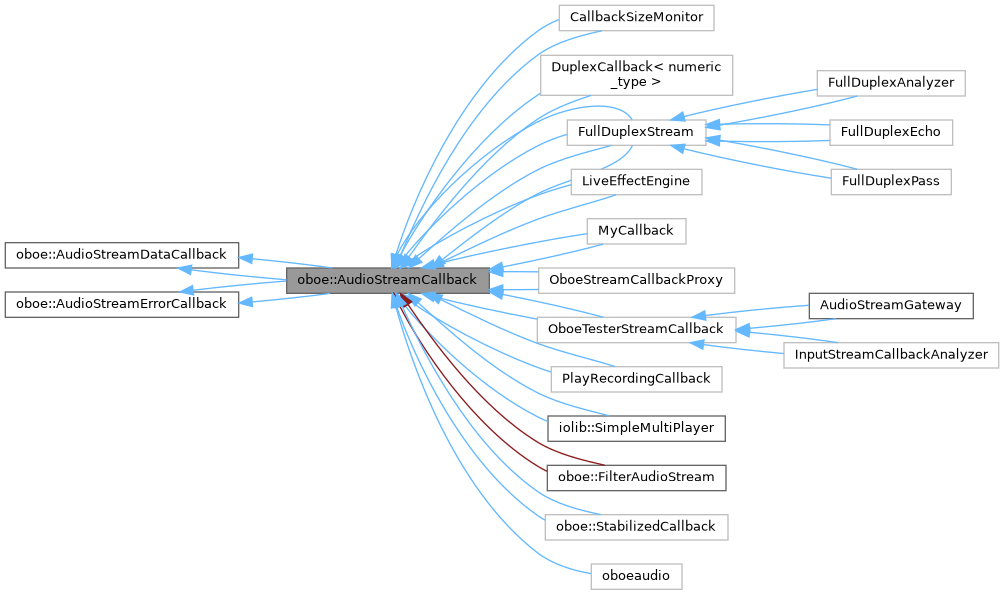 CallbackSizeMonitor
DuplexCallback< numeric
_type >
FullDuplexAnalyzer
FullDuplexStream
FullDuplexEcho
LiveEffectEngine
FullDuplexPass
MyCallback
oboe::AudioStreamDataCallback
oboe::AudioStreamCallback
OboeStreamCallbackProxy
oboe::AudioStreamErrorCallback
AudioStreamGateway
OboeTesterStreamCallback
InputStreamCallbackAnalyzer
PlayRecordingCallback
iolib::SimpleMultiPlayer
oboe::FilterAudioStream
oboe::StabilizedCallback
oboeaudio